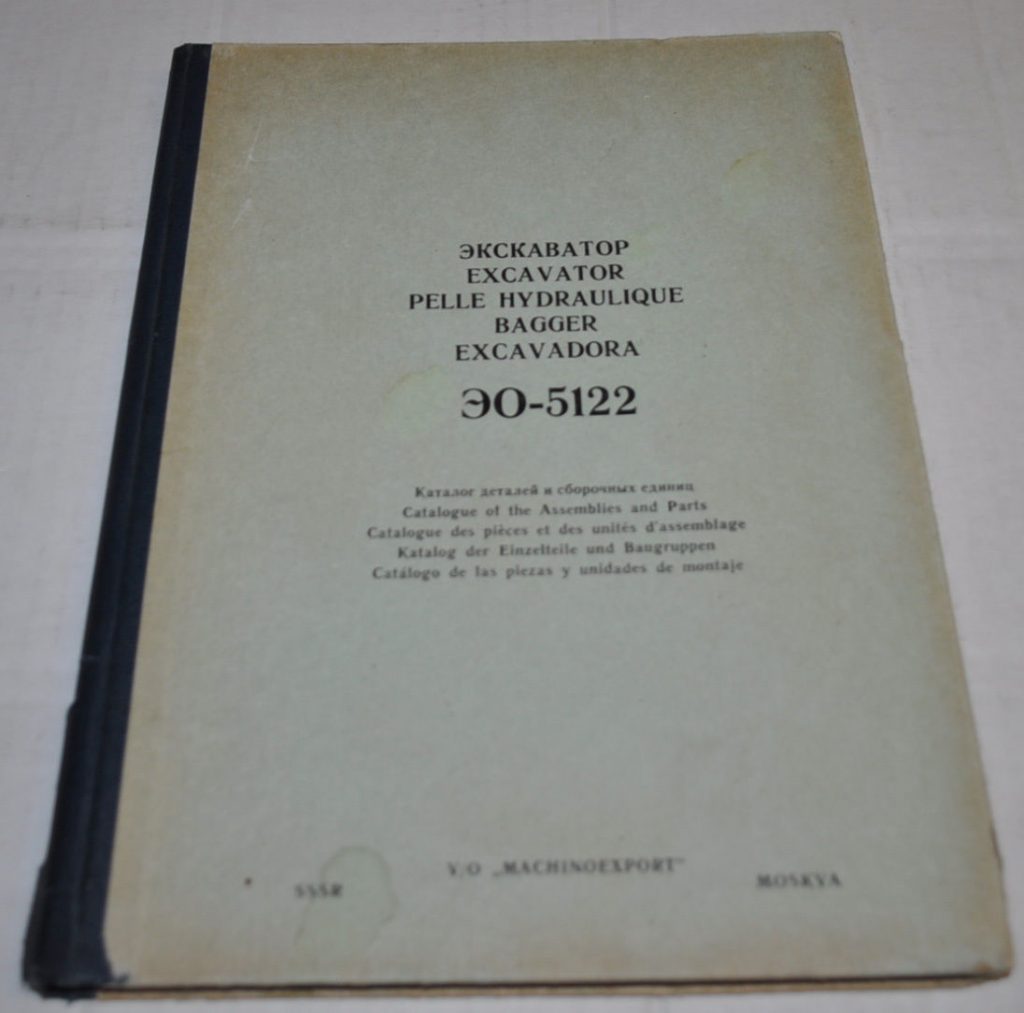 ЭКСКАВАТОР
EXCAVATOR
PELLE HYDRAULIQUE
BAGGER
EXCAVADORA
ЭО-5122
Каталог деталей и сборочных единиц
Catalogue of the Assemblies and Parts
Catalogue des pièces et des unités d'assemblage
Katalog der Einzelteile und Baugruppen
Catálogo de las piezas y unidades de montaje
V/O „MACHINOEXPORT"
SSSR MOSKVA